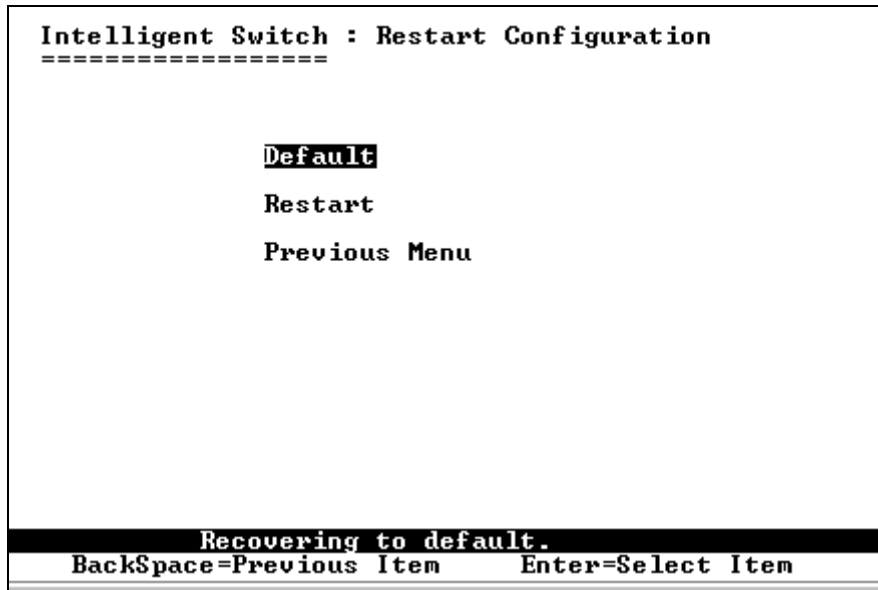 Intelligent Switch : Restart Configuration
==================
Default
Restart
Previous Menu
Recovering to default.
BackSpace=Previous Item Enter=Select Item